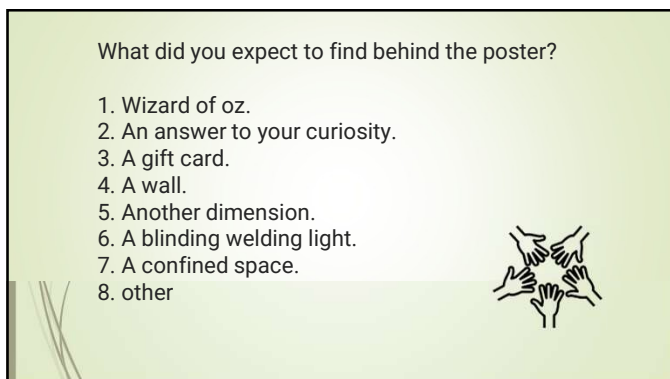 What did you expect to find behind the poster?
1. Wizard of oz.
2. An answer to your curiosity.
3. A gift card.
4. A wall.
5. Another dimension.
6. A blinding welding light.
7. A confined space.
8. other